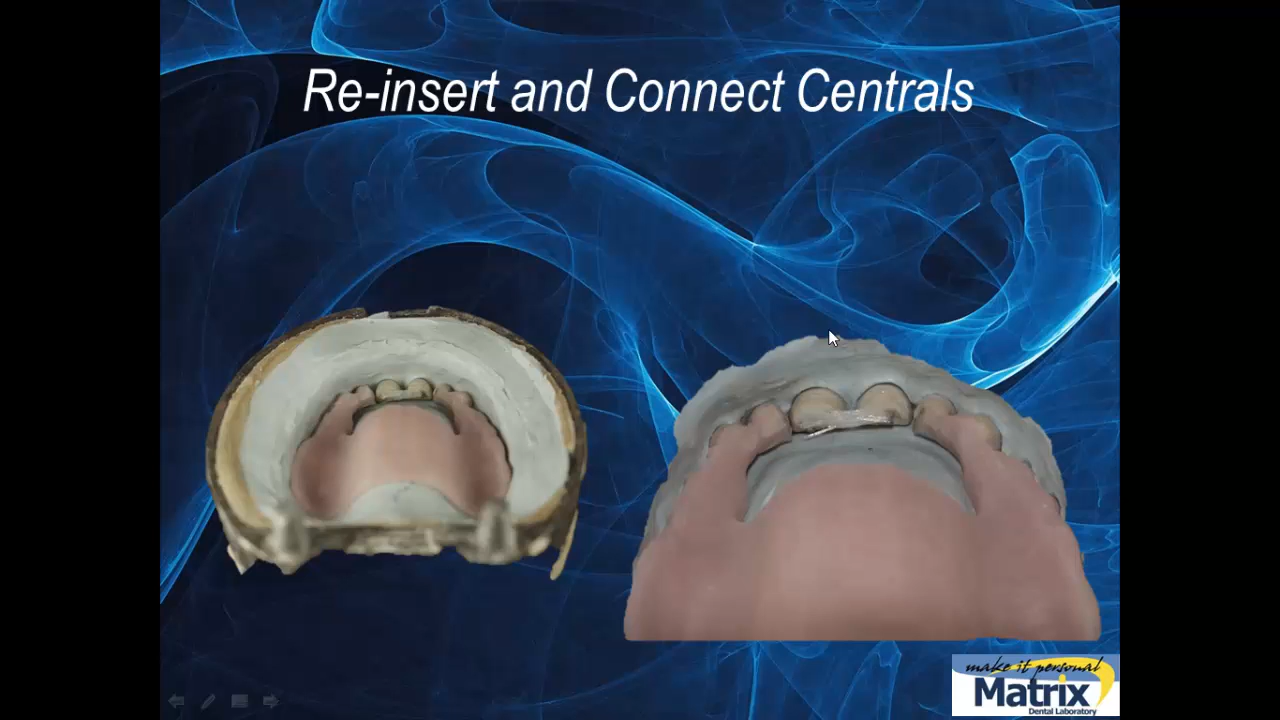 Re-insert and Connect Centrals
make it personal
Matrix
Dental Laboratory